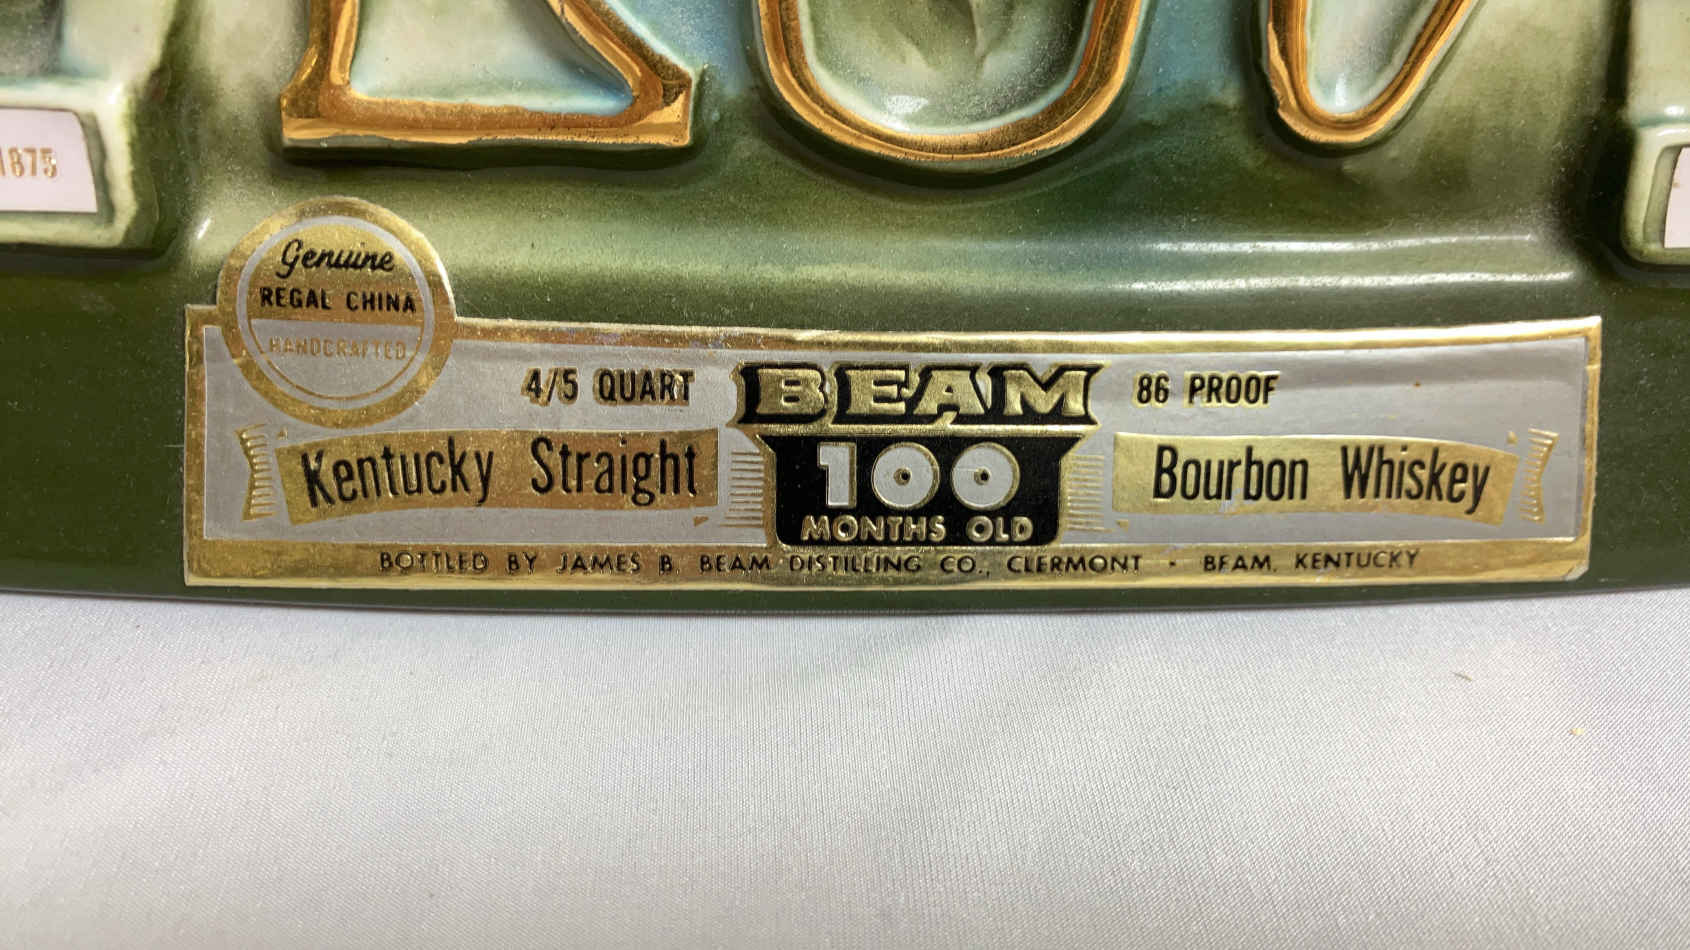 1875
Genuine
REGAL CHINA
HANDCRAFTED
4/5 QUART
BEAM
86 PROOF
Kentucky Straight
100
MONTHS OLD
Bourbon Whiskey
BOTTLED BY JAMES B. BEAM DISTILLING CO., CLERMONT - BEAM, KENTUCKY